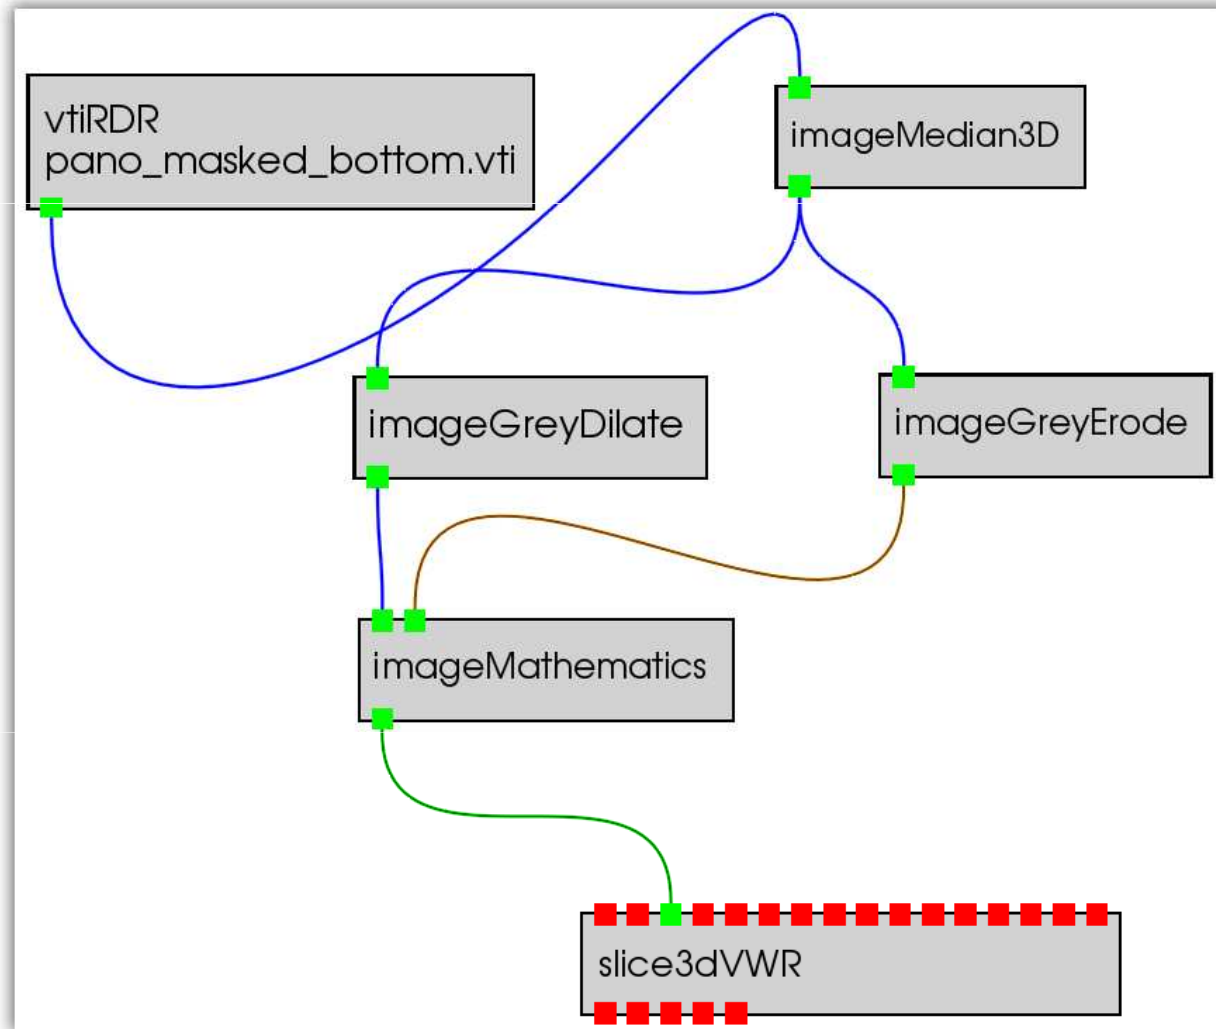 vtiRDR
pano_masked_bottom.vti
imageMedian3D
imageGreyDilate
imageGreyErode
imageMathematics
slice3dVWR